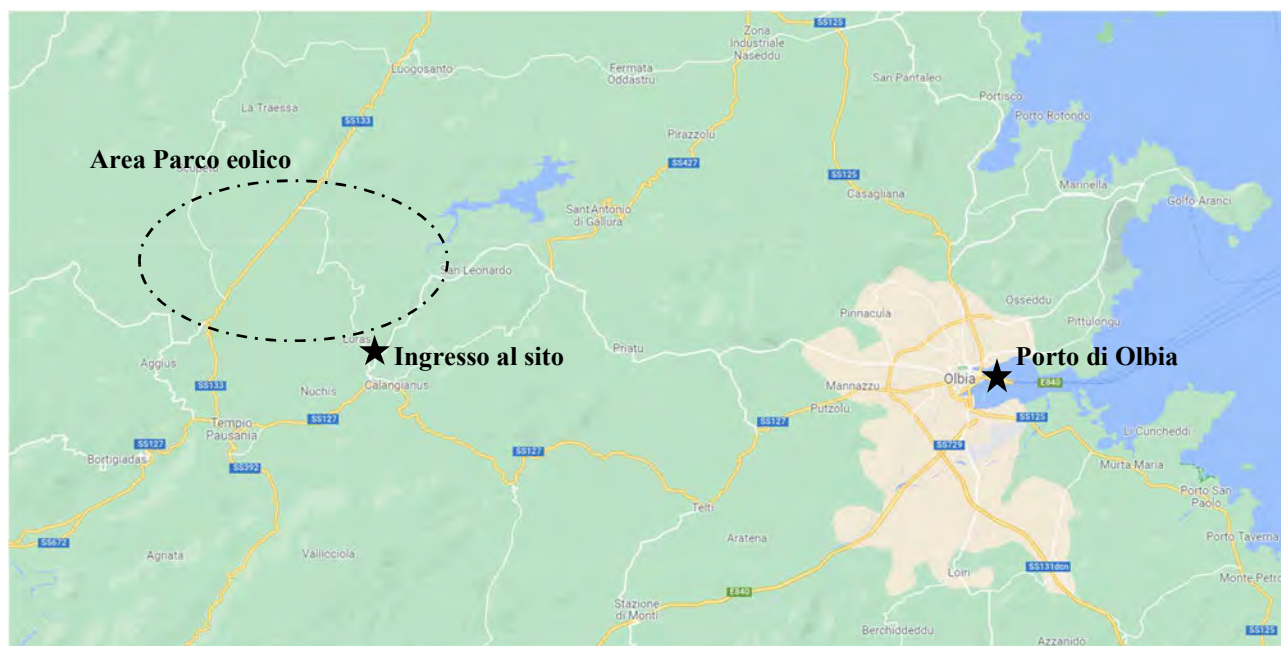 SS125
Zona
Industriale
Naseddu
Luogosanto
Fermata
Oddastru
San Pantaleo
Portisco
La Traessa
Porto Rotondo
SS133
Pirazzolu
Area Parco eolico
SS427
SS125
Marinella
Casagliana
Golfo Aranci
Sant'Antonio
di Gallura
San Leonardo
Osseddu
Pinnacula
Pittulongu
Luras
Ingresso al sito
Priatu
Porto di Olbia
Aggius
Olbia
E840
SS133
Nuchis
Calangianus
Mannazzu
Putzolu
SS127
Tempio
Pausania
SS127
SS125
Li Cuncheddi
SS127
Bortigiadas
SS127
SS729
SS392
Murta Maria
Porto San
Paolo
Telti
Porto Taverna
SS672
Agnata
Vallicciola
Aratena
SS131dcn
Loiri
Monte Petro
E840
Stazione
di Monti
SS125
Berchiddeddu
Azzanidò